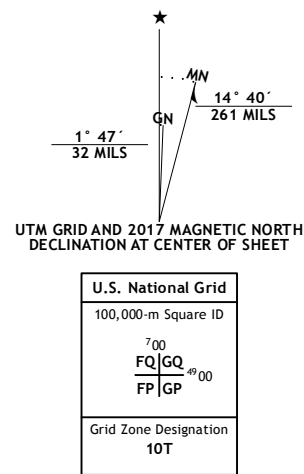 ★
MN
GN
14° 40´
261 MILS
1° 47´
32 MILS
UTM GRID AND 2017 MAGNETIC NORTH
DECLINATION AT CENTER OF SHEET
U.S. National Grid
100,000-m Square ID
⁷00
FQ GQ
⁴⁹00
FP GP
Grid Zone Designation
10T